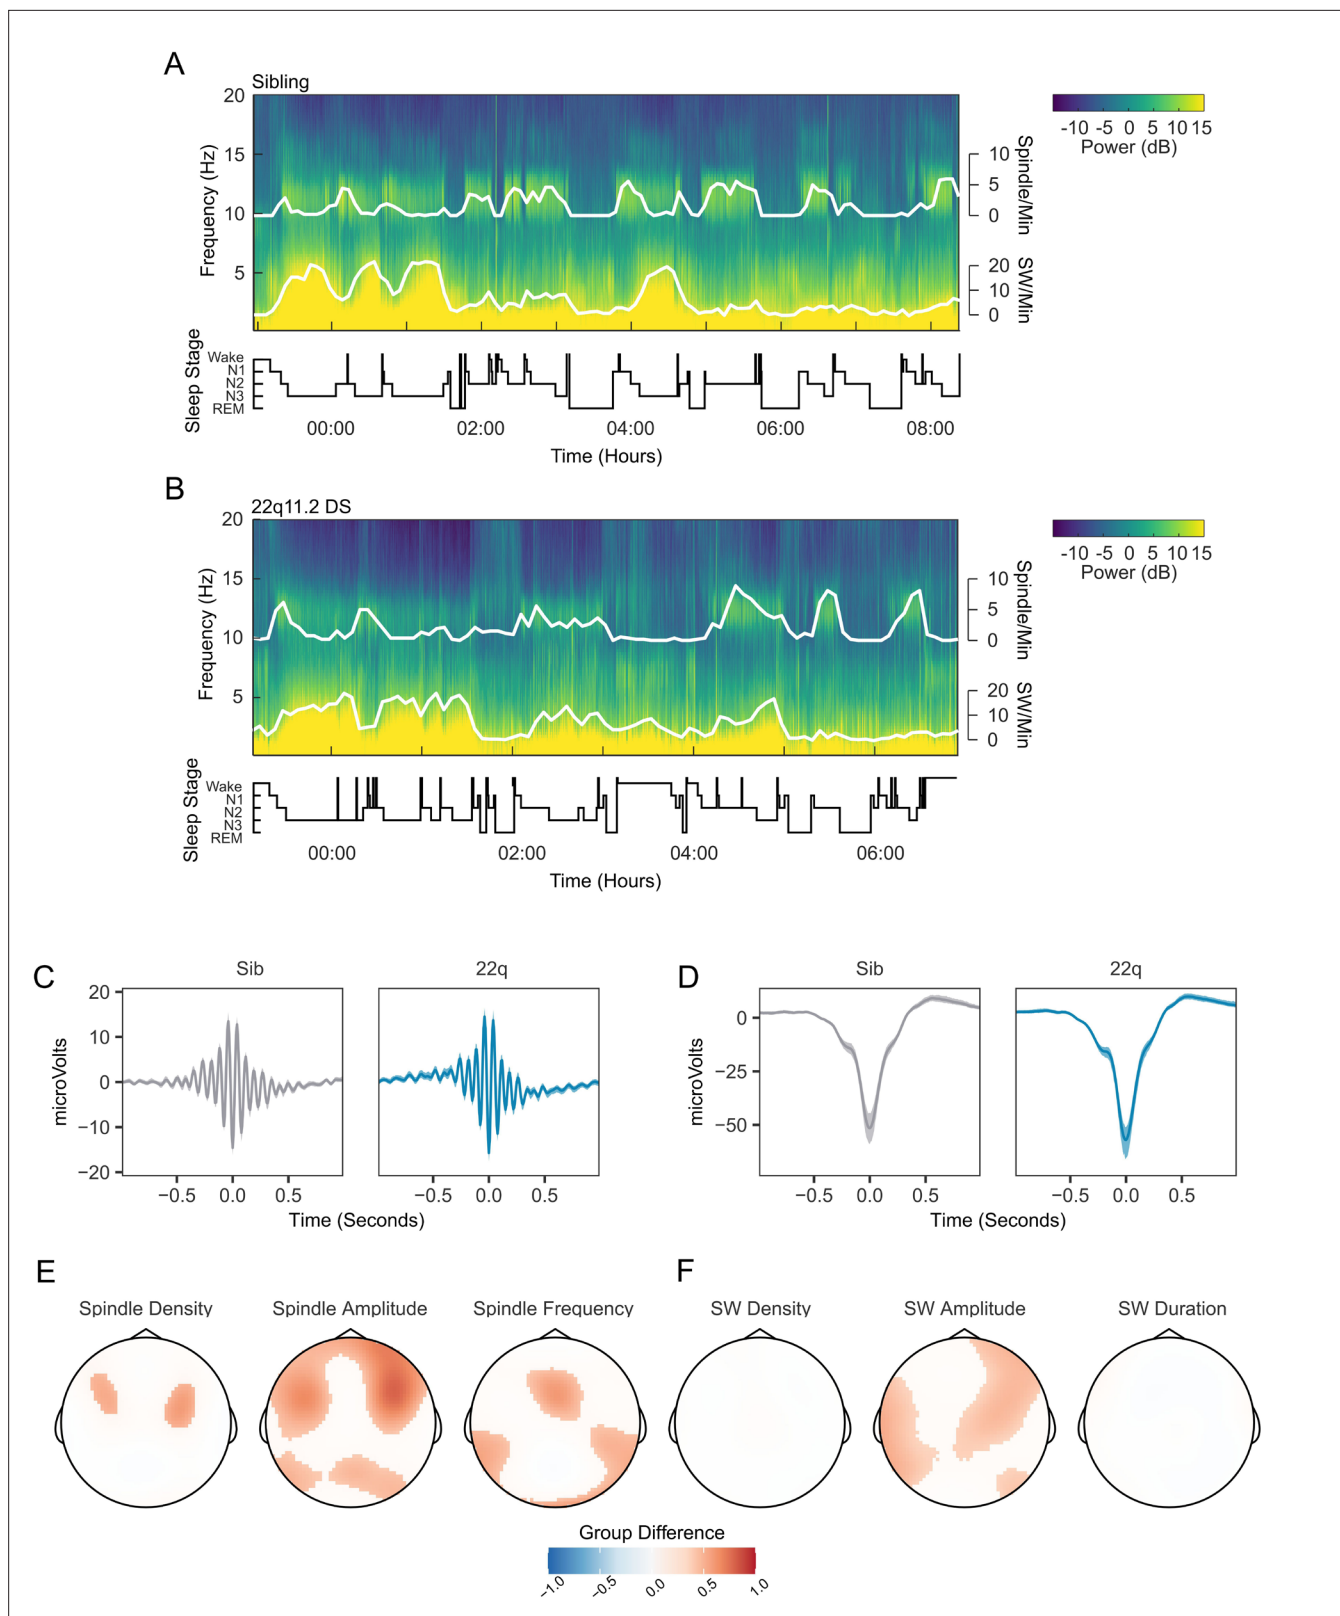 A
Sibling
20
15
10
5
Frequency (Hz)
10
5
0
Spindle/Min
20
10
0
SW/Min
-10 -5 0 5 10 15
Power (dB)
Sleep Stage
Wake
N1
N2
N3
REM
00:00 02:00 04:00 06:00 08:00
Time (Hours)
B
22q11.2 DS
20
15
10
5
Frequency (Hz)
10
5
0
Spindle/Min
20
10
0
SW/Min
-10 -5 0 5 10 15
Power (dB)
Sleep Stage
Wake
N1
N2
N3
REM
00:00 02:00 04:00 06:00
Time (Hours)
C
Sib 22q
microVolts
20
10
0
−10
−20
−0.5 0.0 0.5 −0.5 0.0 0.5
Time (Seconds)
D
Sib 22q
microVolts
0
−25
−50
−0.5 0.0 0.5 −0.5 0.0 0.5
Time (Seconds)
E
Spindle Density Spindle Amplitude Spindle Frequency
F
SW Density SW Amplitude SW Duration
Group Difference
−1.0 −0.5 0.0 0.5 1.0